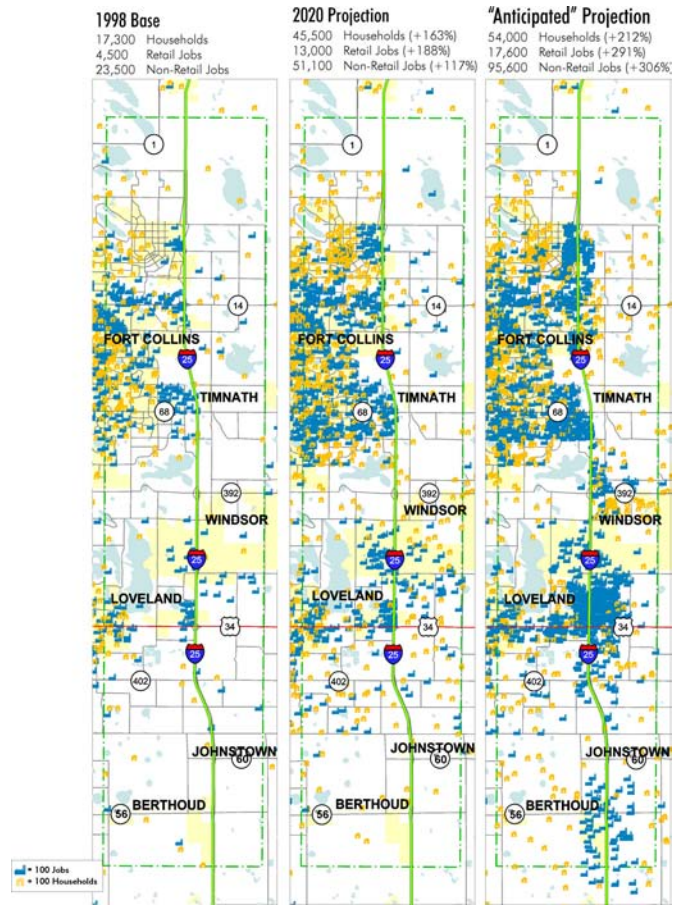 1998 Base
17,300 Households
4,500 Retail Jobs
23,500 Non-Retail Jobs
2020 Projection
45,500 Households (+163%)
13,000 Retail Jobs (+188%)
51,100 Non-Retail Jobs (+117%)
"Anticipated" Projection
54,000 Households (+212%)
17,600 Retail Jobs (+291%)
95,600 Non-Retail Jobs (+306%)
1
14
FORT COLLINS
25
TIMNATH
68
392
WINDSOR
25
LOVELAND
34
25
402
JOHNSTOWN
60
BERTHOUD
56
1
14
FORT COLLINS
25
TIMNATH
68
392
WINDSOR
25
LOVELAND
34
25
402
JOHNSTOWN
60
BERTHOUD
56
1
14
FORT COLLINS
25
TIMNATH
68
392
WINDSOR
25
LOVELAND
34
25
402
JOHNSTOWN
60
BERTHOUD
56
= 100 Jobs
= 100 Households